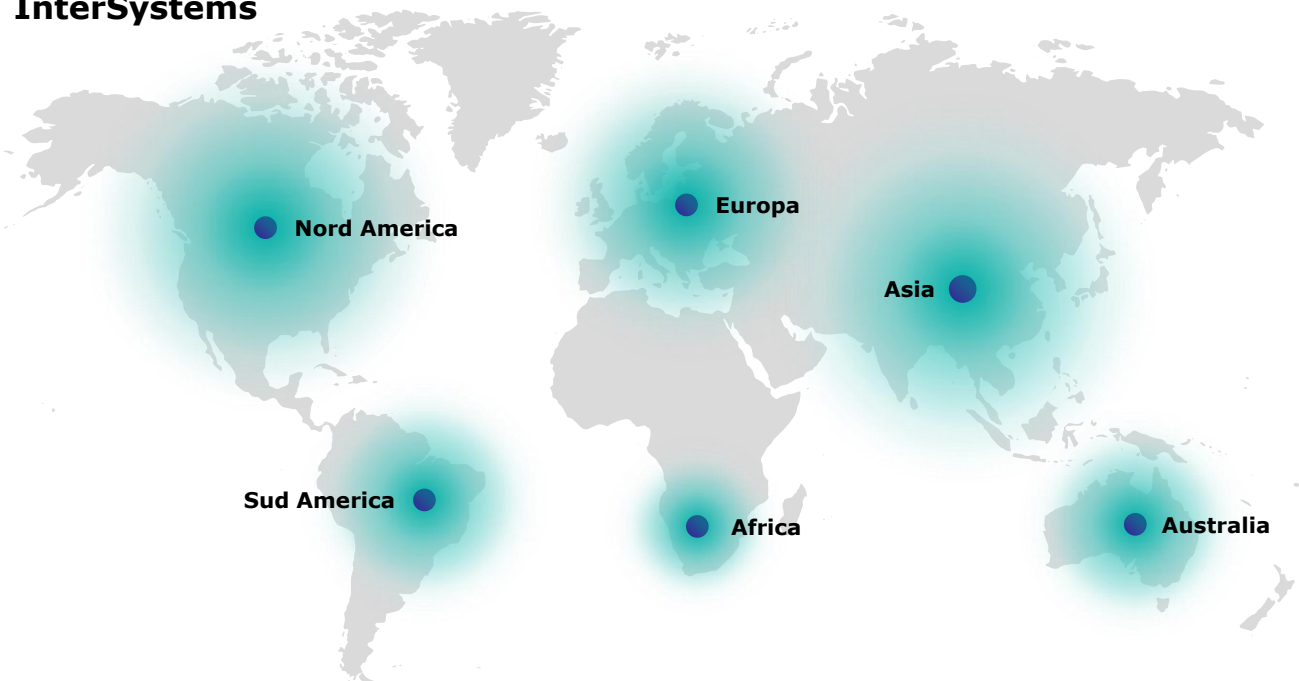 InterSystems
Nord America
Europa
Asia
Sud America
Africa
Australia